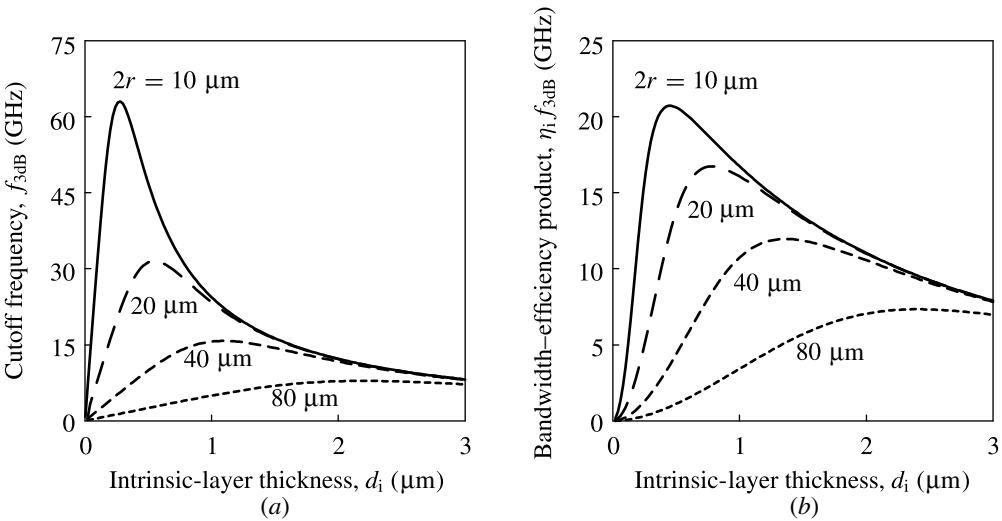 Cutoff frequency, f3dB (GHz)
75
60
45
30
15
0
2r = 10 μm
20 μm
40 μm
80 μm
0 1 2 3
Intrinsic-layer thickness, di (μm)
(a)
Bandwidth–efficiency product, ηi f3dB (GHz)
25
20
15
10
5
0
2r = 10 μm
20 μm
40 μm
80 μm
0 1 2 3
Intrinsic-layer thickness, di (μm)
(b)